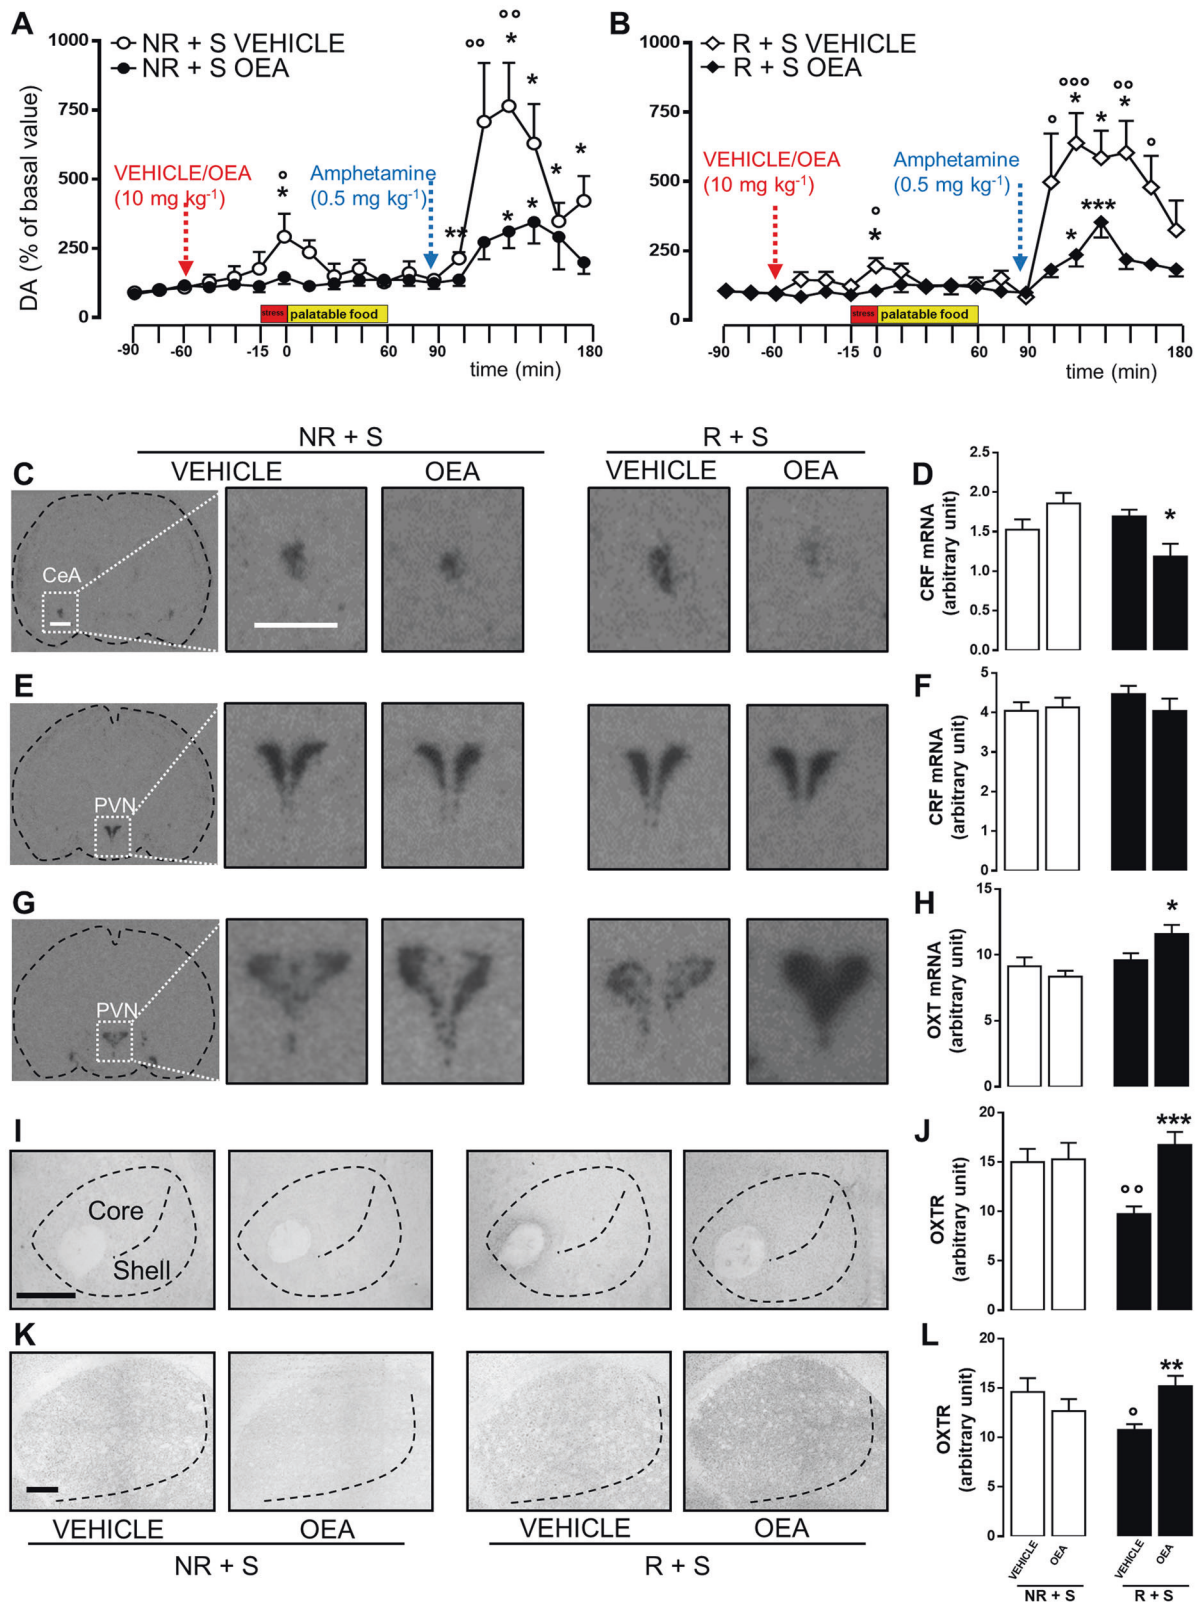 A
1000
NR + S VEHICLE
NR + S OEA
750
500
250
0
DA (% of basal value)
VEHICLE/OEA
(10 mg kg-1)
Amphetamine
(0.5 mg kg-1)
°
*
**
°°
°°
*
*
*
*
*
*
stress
palatable food
-90 -60 -15 0 60 90 180
time (min)
B
1000
R + S VEHICLE
R + S OEA
750
500
250
0
VEHICLE/OEA
(10 mg kg-1)
Amphetamine
(0.5 mg kg-1)
°
*
°
°°°
*
*
°°
*
°
*
***
stress
palatable food
-90 -60 -15 0 60 90 180
time (min)
NR + S
R + S
VEHICLE
OEA
VEHICLE
OEA
C
CeA
D
CRF mRNA
(arbitrary unit)
2.5
2.0
1.5
1.0
0.5
0.0
*
E
PVN
F
CRF mRNA
(arbitrary unit)
5
4
3
2
1
0
G
PVN
H
OXT mRNA
(arbitrary unit)
15
10
5
0
*
I
Core
Shell
J
OXTR
(arbitrary unit)
20
15
10
5
0
°°
***
K
L
OXTR
(arbitrary unit)
20
15
10
5
0
°
**
VEHICLE
OEA
VEHICLE
OEA
NR + S
R + S
VEHICLE
OEA
VEHICLE
OEA
NR + S
R + S